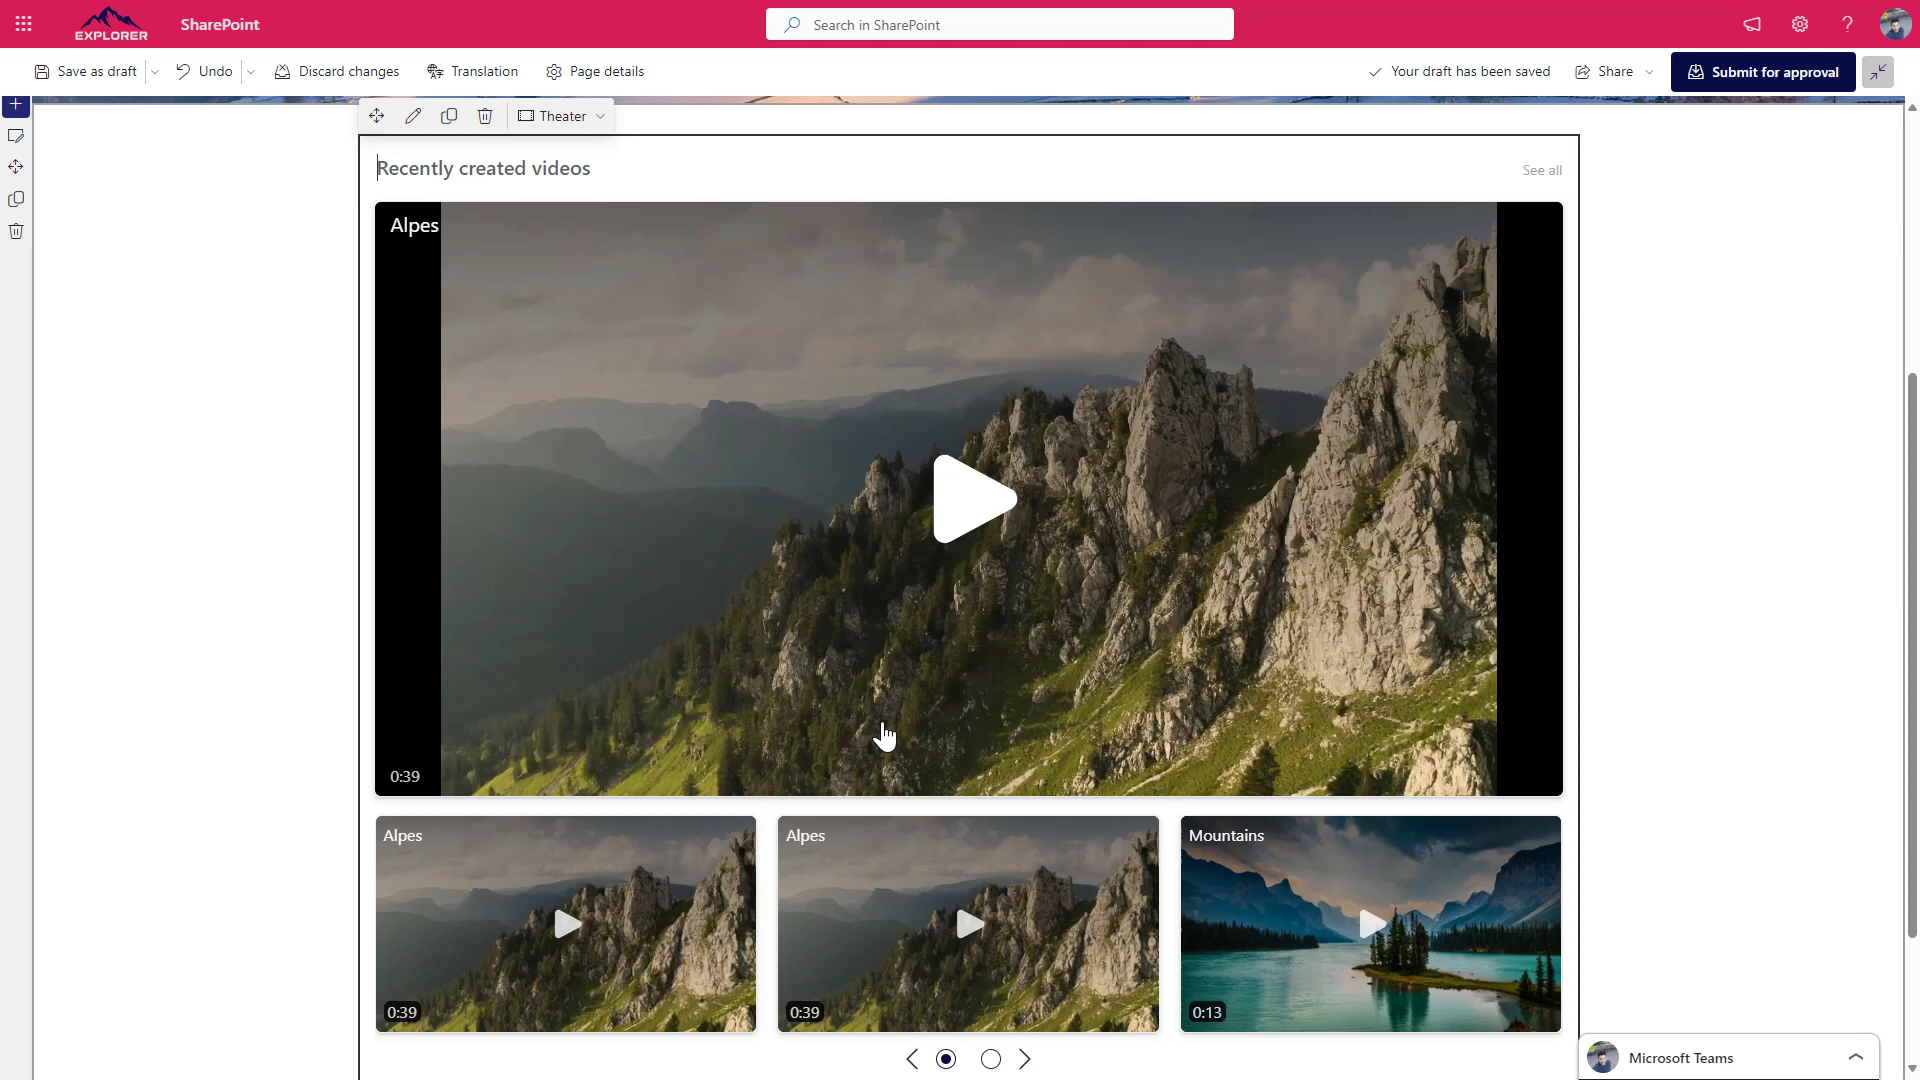 EXPLORER
SharePoint
Search in SharePoint
Save as draft
Undo
Discard changes
Translation
Page details
Your draft has been saved
Share
Submit for approval
Theater
Recently created videos
See all
Alpes
0:39
Alpes
Alpes
Mountains
0:39
0:39
0:13
Microsoft Teams